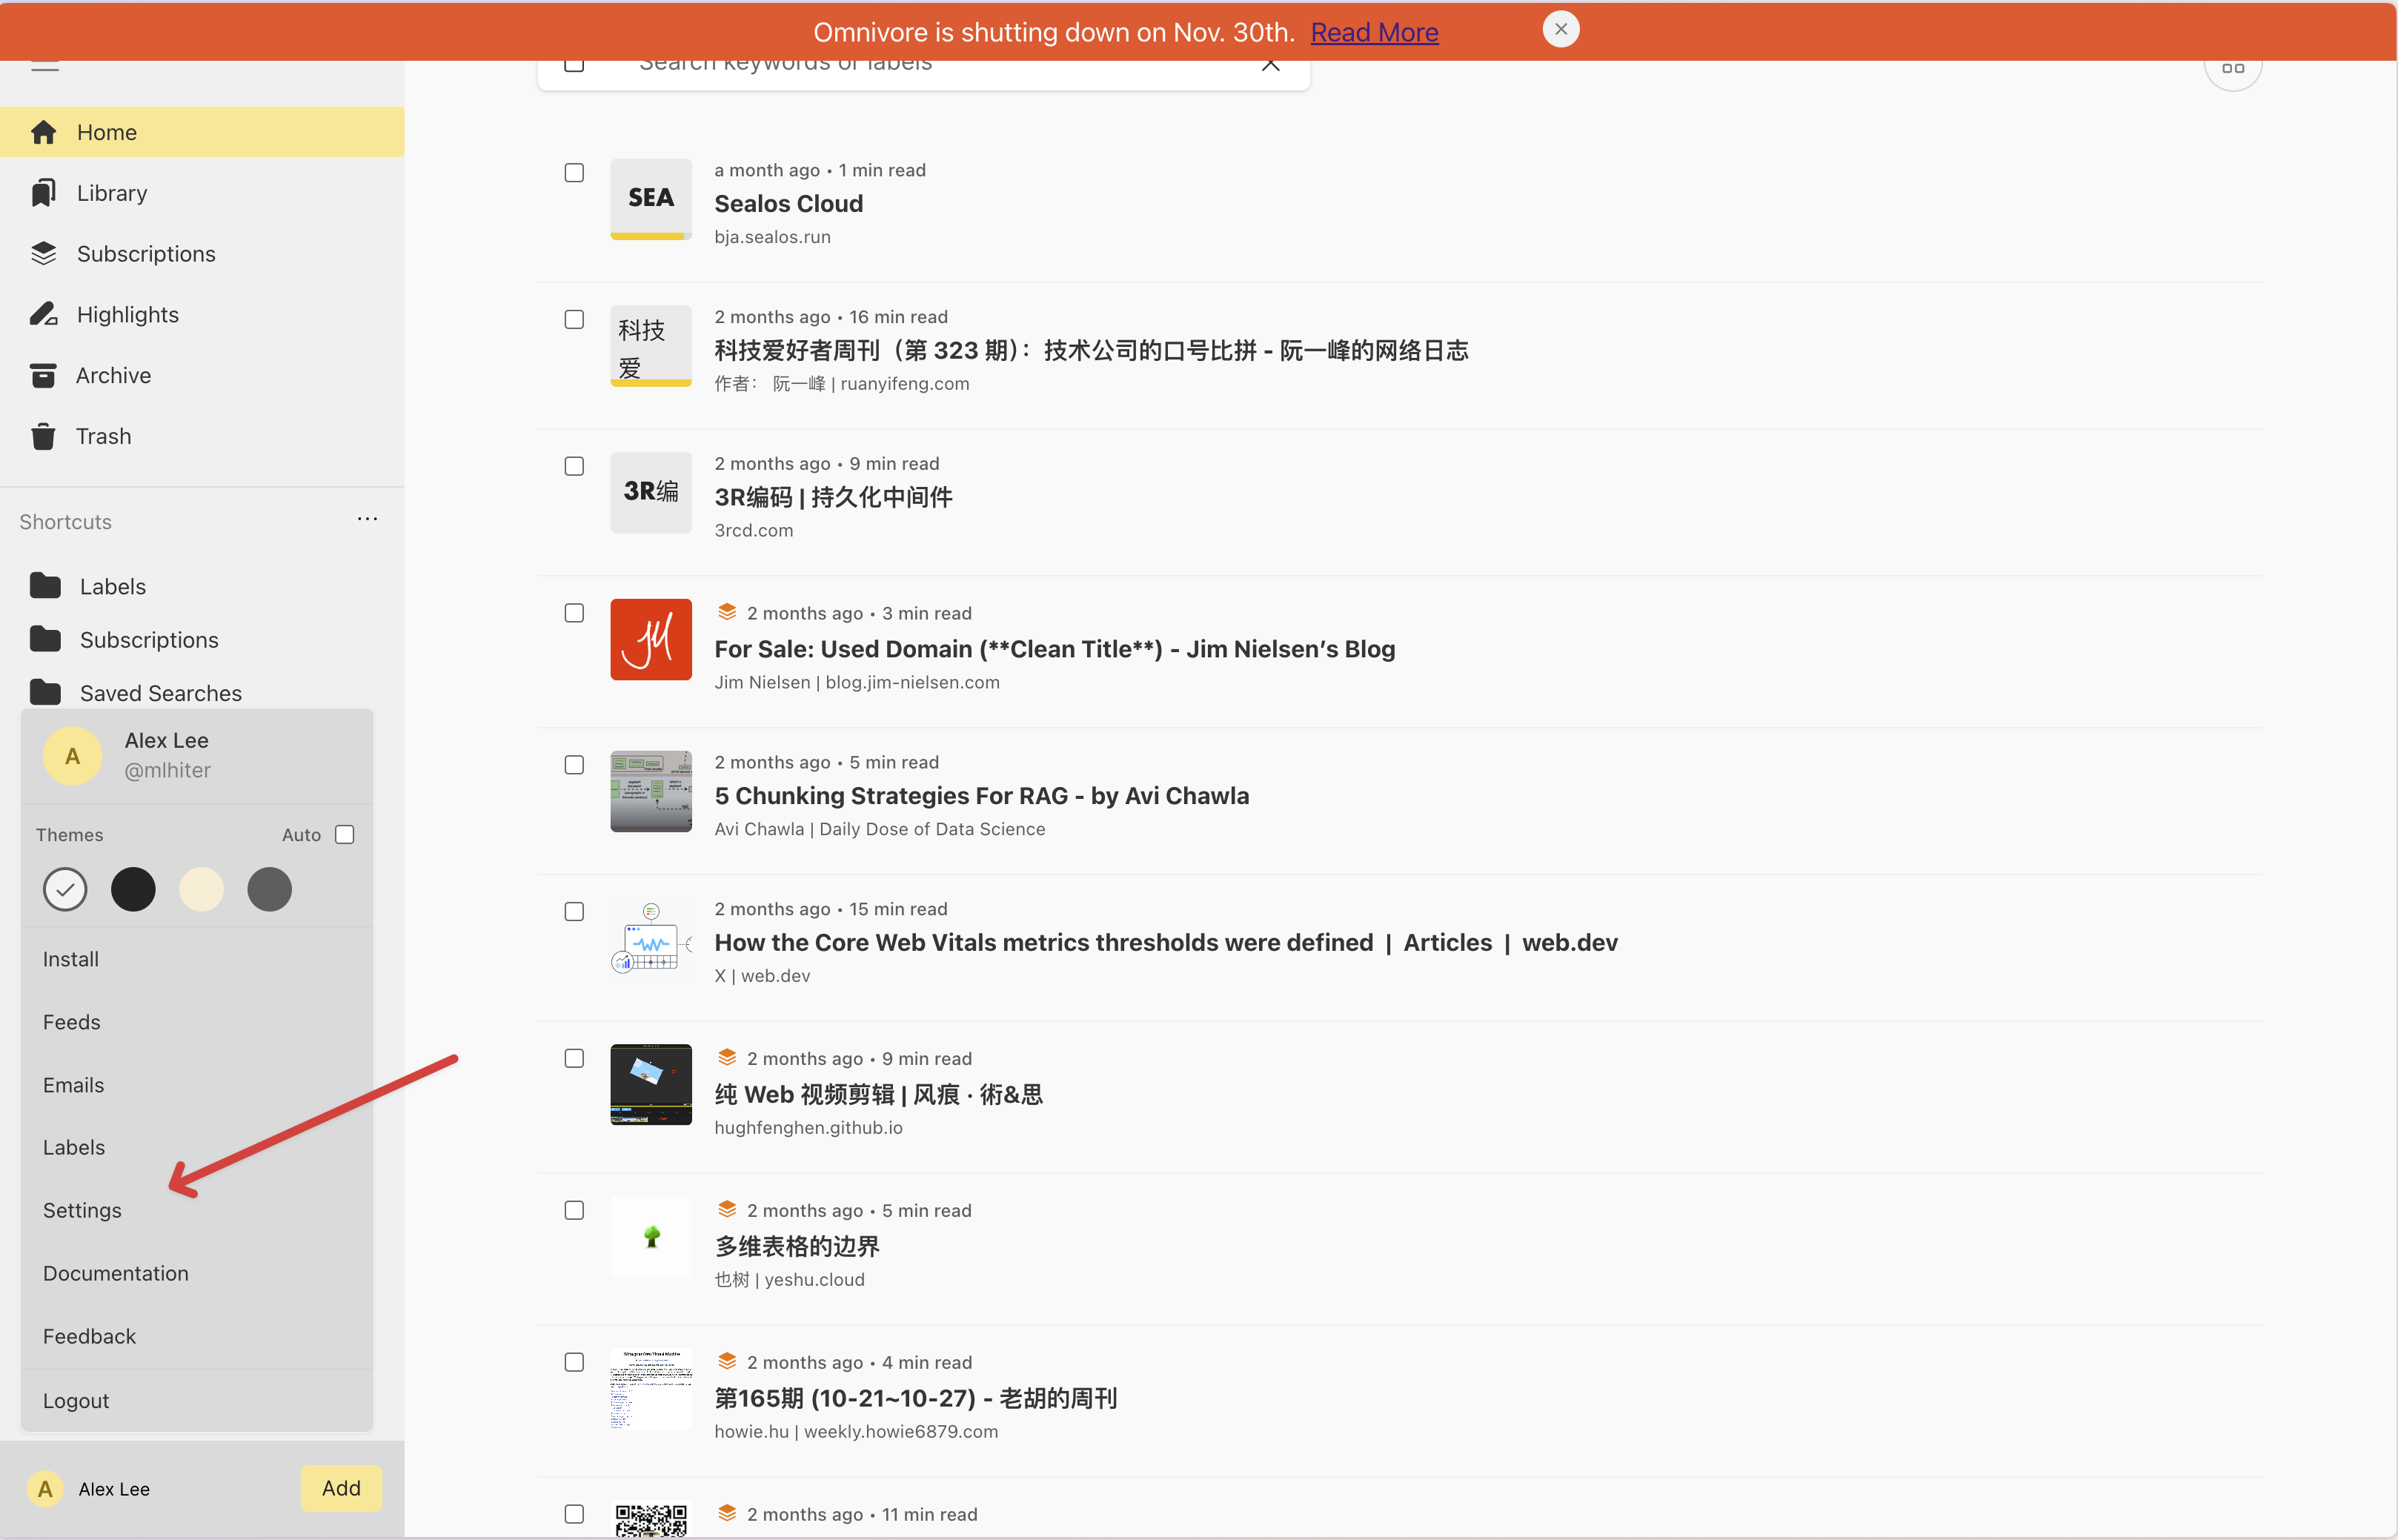 Omnivore is shutting down on Nov. 30th. Read More
Search keywords or labels
Home
Library
Subscriptions
Highlights
Archive
Trash
Shortcuts
Labels
Subscriptions
Saved Searches
A
Alex Lee
@mlhiter
Themes
Auto
Install
Feeds
Emails
Labels
Settings
Documentation
Feedback
Logout
A
Alex Lee
Add
SEA
a month ago • 1 min read
Sealos Cloud
bja.sealos.run
科技
爱
2 months ago • 16 min read
科技爱好者周刊（第 323 期）：技术公司的口号比拼 - 阮一峰的网络日志
作者： 阮一峰 | ruanyifeng.com
3R编
2 months ago • 9 min read
3R编码 | 持久化中间件
3rcd.com
2 months ago • 3 min read
For Sale: Used Domain (**Clean Title**) - Jim Nielsen’s Blog
Jim Nielsen | blog.jim-nielsen.com
2 months ago • 5 min read
5 Chunking Strategies For RAG - by Avi Chawla
Avi Chawla | Daily Dose of Data Science
2 months ago • 15 min read
How the Core Web Vitals metrics thresholds were defined | Articles | web.dev
X | web.dev
2 months ago • 9 min read
纯 Web 视频剪辑 | 风痕 · 術&思
hughfenghen.github.io
2 months ago • 5 min read
多维表格的边界
也树 | yeshu.cloud
2 months ago • 4 min read
第165期 (10-21~10-27) - 老胡的周刊
howie.hu | weekly.howie6879.com
2 months ago • 11 min read